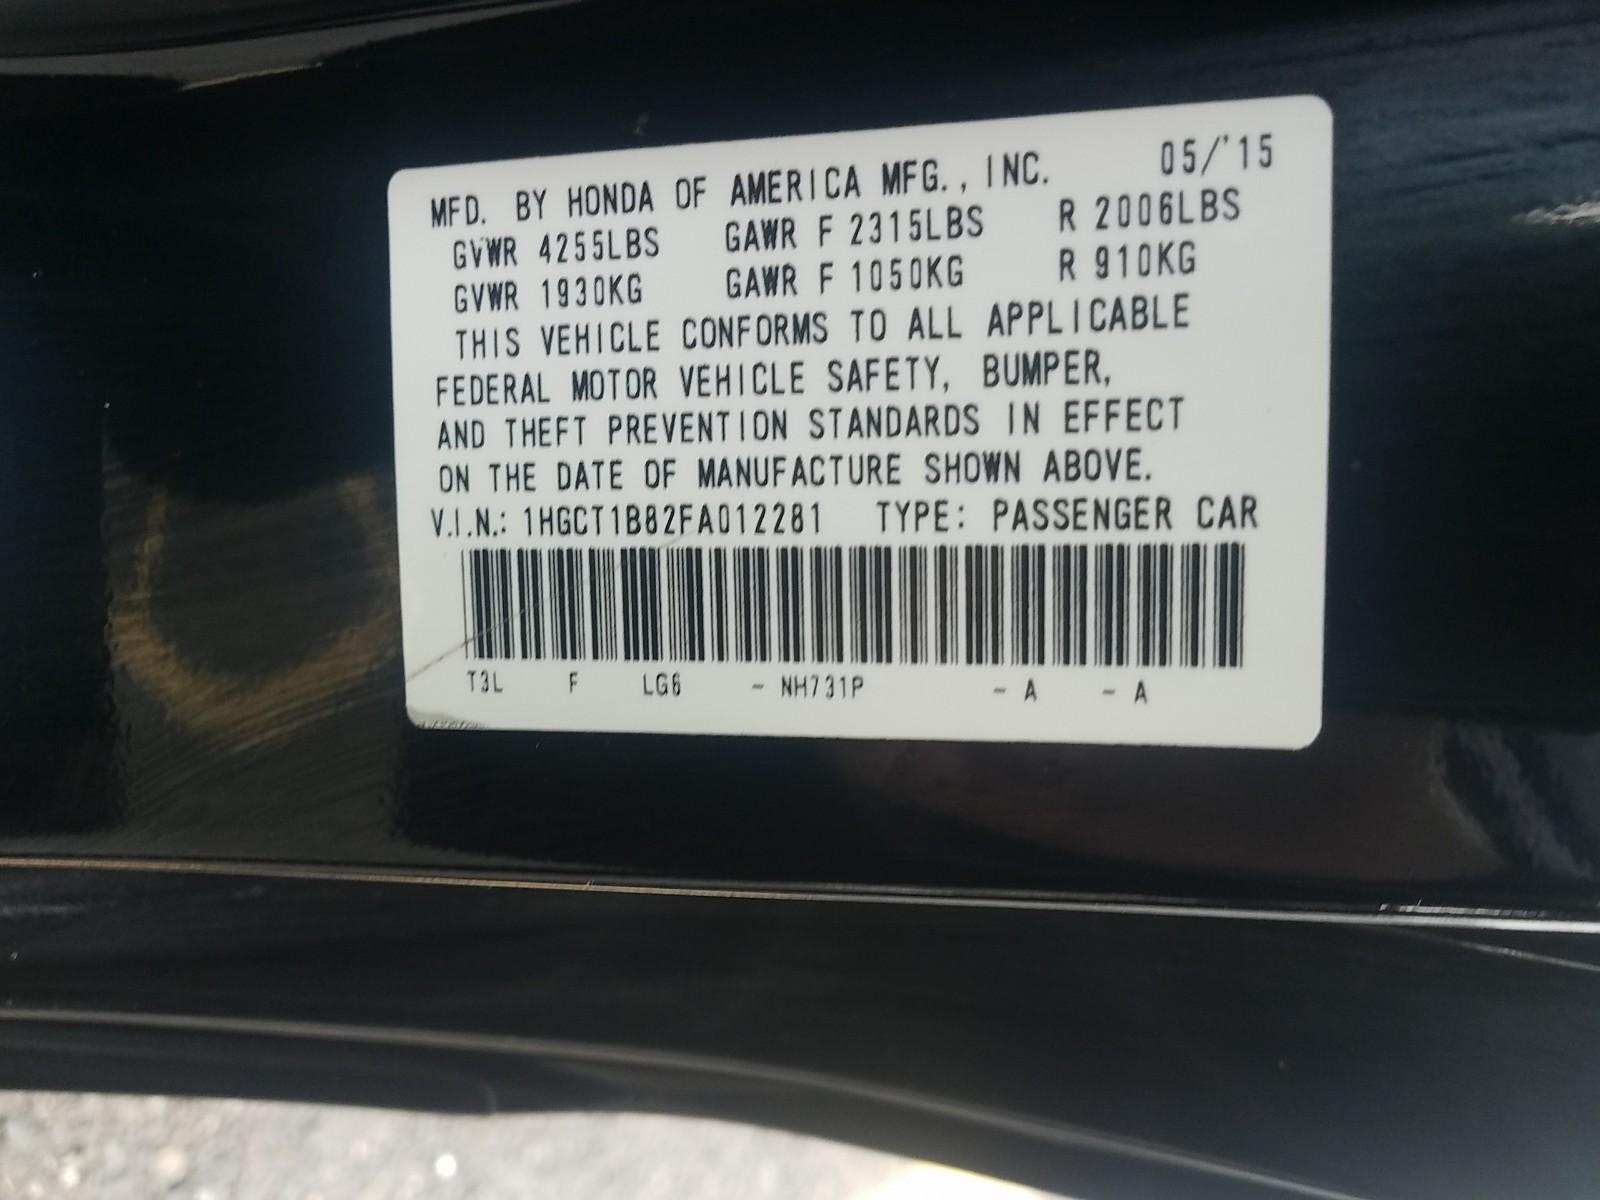 MFD. BY HONDA OF AMERICA MFG., INC. 05/'15
GVWR 4255LBS GAWR F 2315LBS R 2006LBS
GVWR 1930KG GAWR F 1050KG R 910KG
THIS VEHICLE CONFORMS TO ALL APPLICABLE
FEDERAL MOTOR VEHICLE SAFETY, BUMPER,
AND THEFT PREVENTION STANDARDS IN EFFECT
ON THE DATE OF MANUFACTURE SHOWN ABOVE.
V.I.N.: 1HGCT1B82FA012281 TYPE: PASSENGER CAR
T3L F LG6 - NH731P - A - A